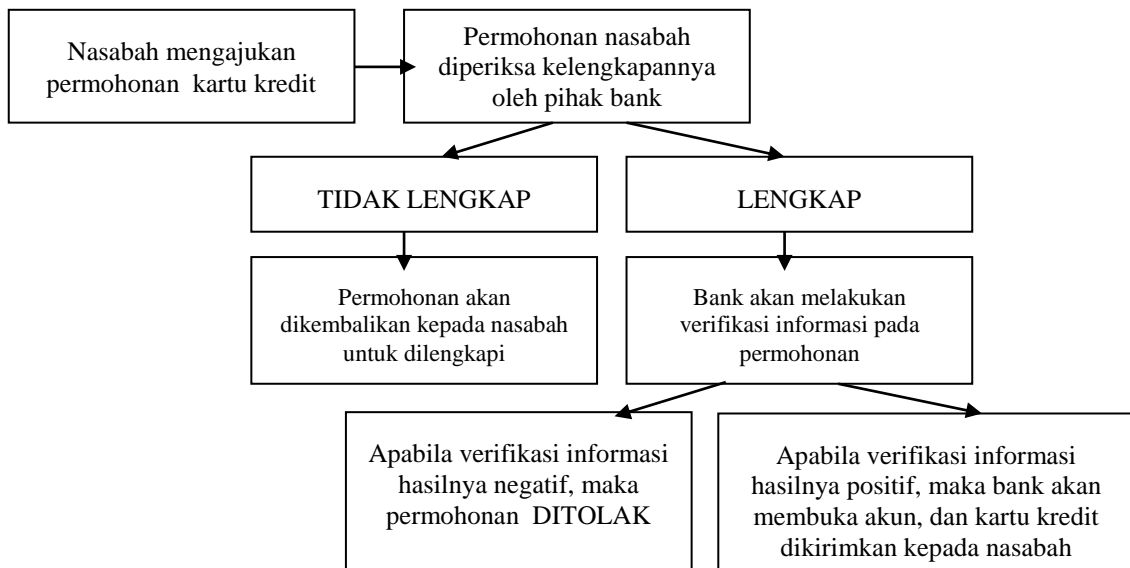 Nasabah mengajukan
permohonan kartu kredit
Permohonan nasabah
diperiksa kelengkapannya
oleh pihak bank
TIDAK LENGKAP
LENGKAP
Permohonan akan
dikembalikan kepada nasabah
untuk dilengkapi
Bank akan melakukan
verifikasi informasi pada
permohonan
Apabila verifikasi informasi
hasilnya negatif, maka
permohonan DITOLAK
Apabila verifikasi informasi
hasilnya positif, maka bank akan
membuka akun, dan kartu kredit
dikirimkan kepada nasabah